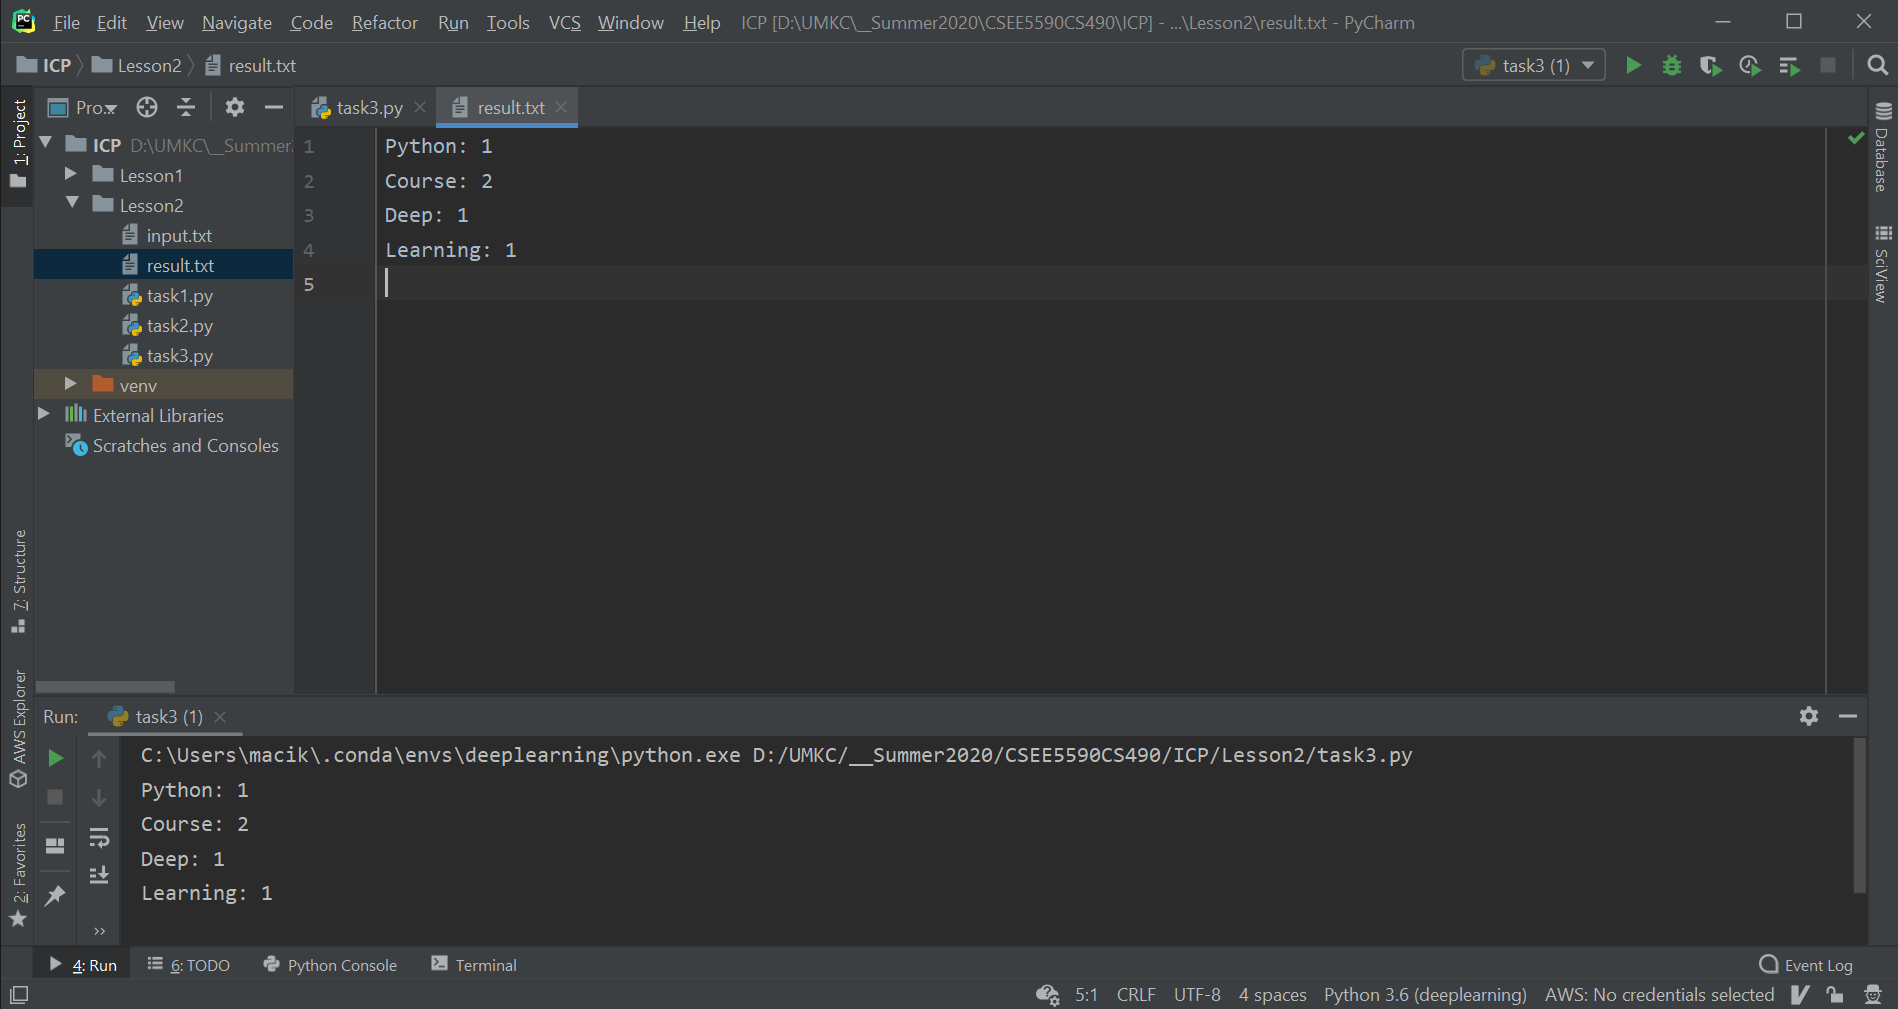 File Edit View Navigate Code Refactor Run Tools VCS Window Help ICP [D:\UMKC\__Summer2020\CSEE5590CS490\ICP] - ...\Lesson2\result.txt - PyCharm
ICP Lesson2 result.txt task3 (1)
1: Project
Pro...
task3.py result.txt
ICP D:\UMKC\__Summer.
Lesson1
Lesson2
input.txt
result.txt
task1.py
task2.py
task3.py
venv
External Libraries
Scratches and Consoles
1 Python: 1
2 Course: 2
3 Deep: 1
4 Learning: 1
5
Database
SciView
7: Structure
AWS Explorer
2: Favorites
Run: task3 (1)
C:\Users\macik\.conda\envs\deeplearning\python.exe D:/UMKC/__Summer2020/CSEE5590CS490/ICP/Lesson2/task3.py
Python: 1
Course: 2
Deep: 1
Learning: 1
4: Run 6: TODO Python Console Terminal Event Log
5:1 CRLF UTF-8 4 spaces Python 3.6 (deeplearning) AWS: No credentials selected